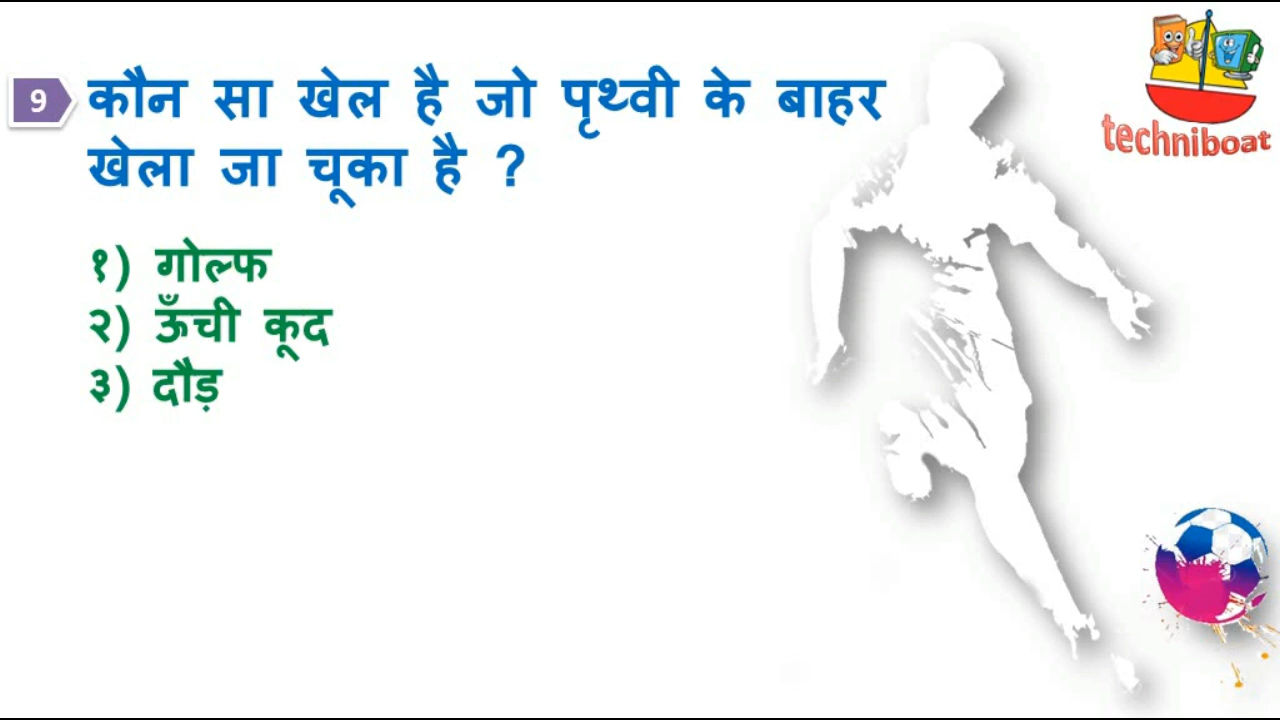 9
कौन सा खेल है जो पृथ्वी के बाहर
खेला जा चूका है ?
१) गोल्फ
२) ऊँची कूद
३) दौड़
techniboat